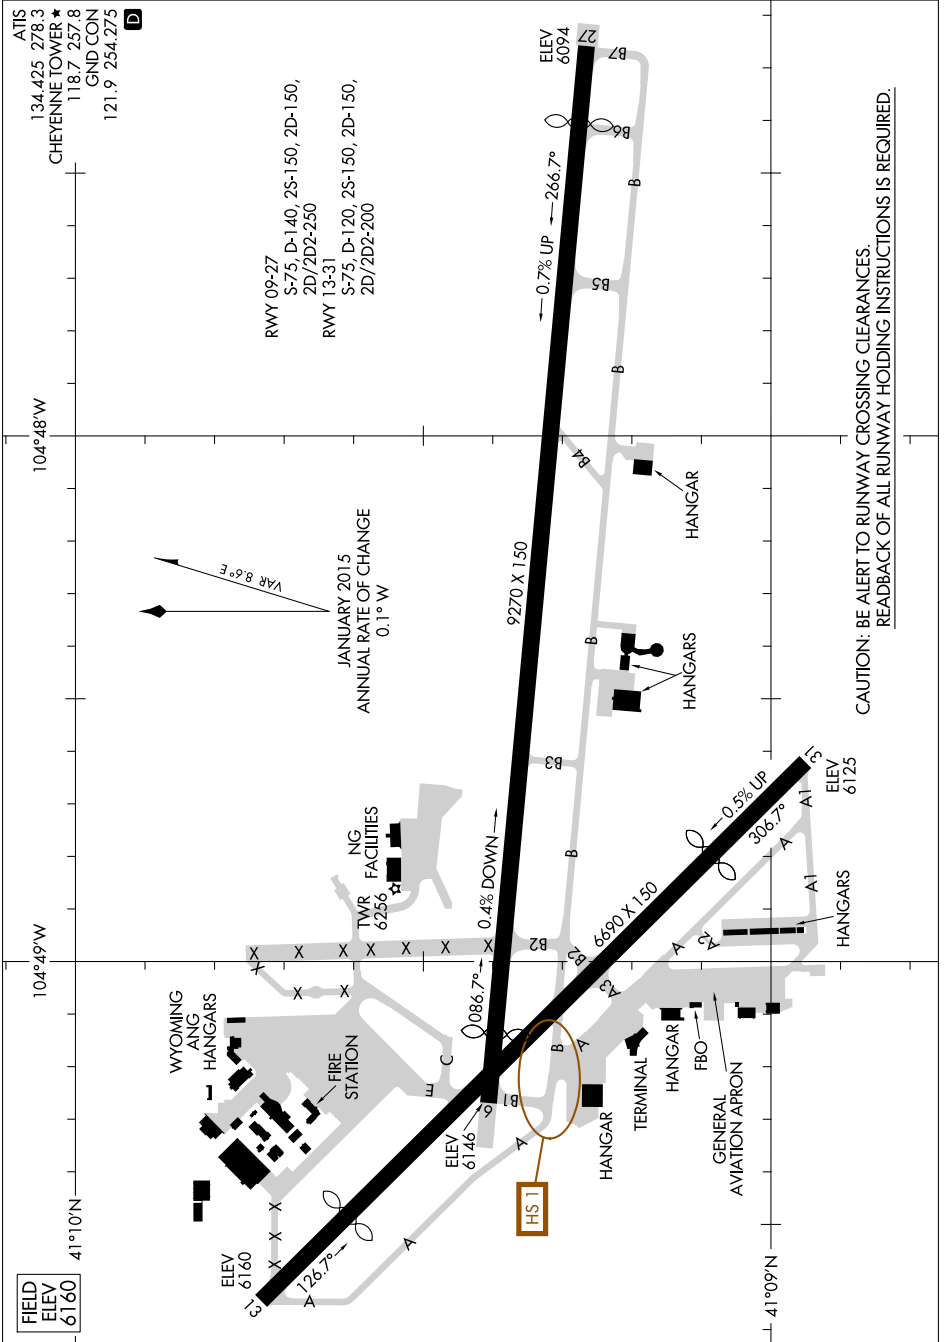 ATIS
134.425 278.3
CHEYENNE TOWER ★
118.7 257.8
GND CON
121.9 254.275
D
FIELD
ELEV
6160
RWY 09-27
S-75, D-140, 2S-150, 2D-150,
2D/2D2-250
RWY 13-31
S-75, D-120, 2S-150, 2D-150,
2D/2D2-200
104°49'W
104°48'W
41°10'N
41°09'N
VAR 8.6° E
JANUARY 2015
ANNUAL RATE OF CHANGE
0.1° W
WYOMING
ANG
HANGARS
FIRE
STATION
TWR
6256
NG
FACILITIES
X
X
X
X
X
X
X
X
X
X
X
X
X
ELEV
6160
13
126.7°
A
A
A
E
C
ELEV
6146
9
086.7°
0.4% DOWN
9270 X 150
0.7% UP
266.7°
ELEV
6094
27
B7
B6
B
B5
B
B4
B
B3
B
B2
B2
B
B1
HS 1
A
A3
A
A2
A
A1
A1
6690 X 150
0.5% UP
306.7°
31
ELEV
6125
HANGAR
TERMINAL
HANGAR
FBO
GENERAL
AVIATION APRON
HANGARS
HANGARS
HANGAR
CAUTION: BE ALERT TO RUNWAY CROSSING CLEARANCES.
READBACK OF ALL RUNWAY HOLDING INSTRUCTIONS IS REQUIRED.